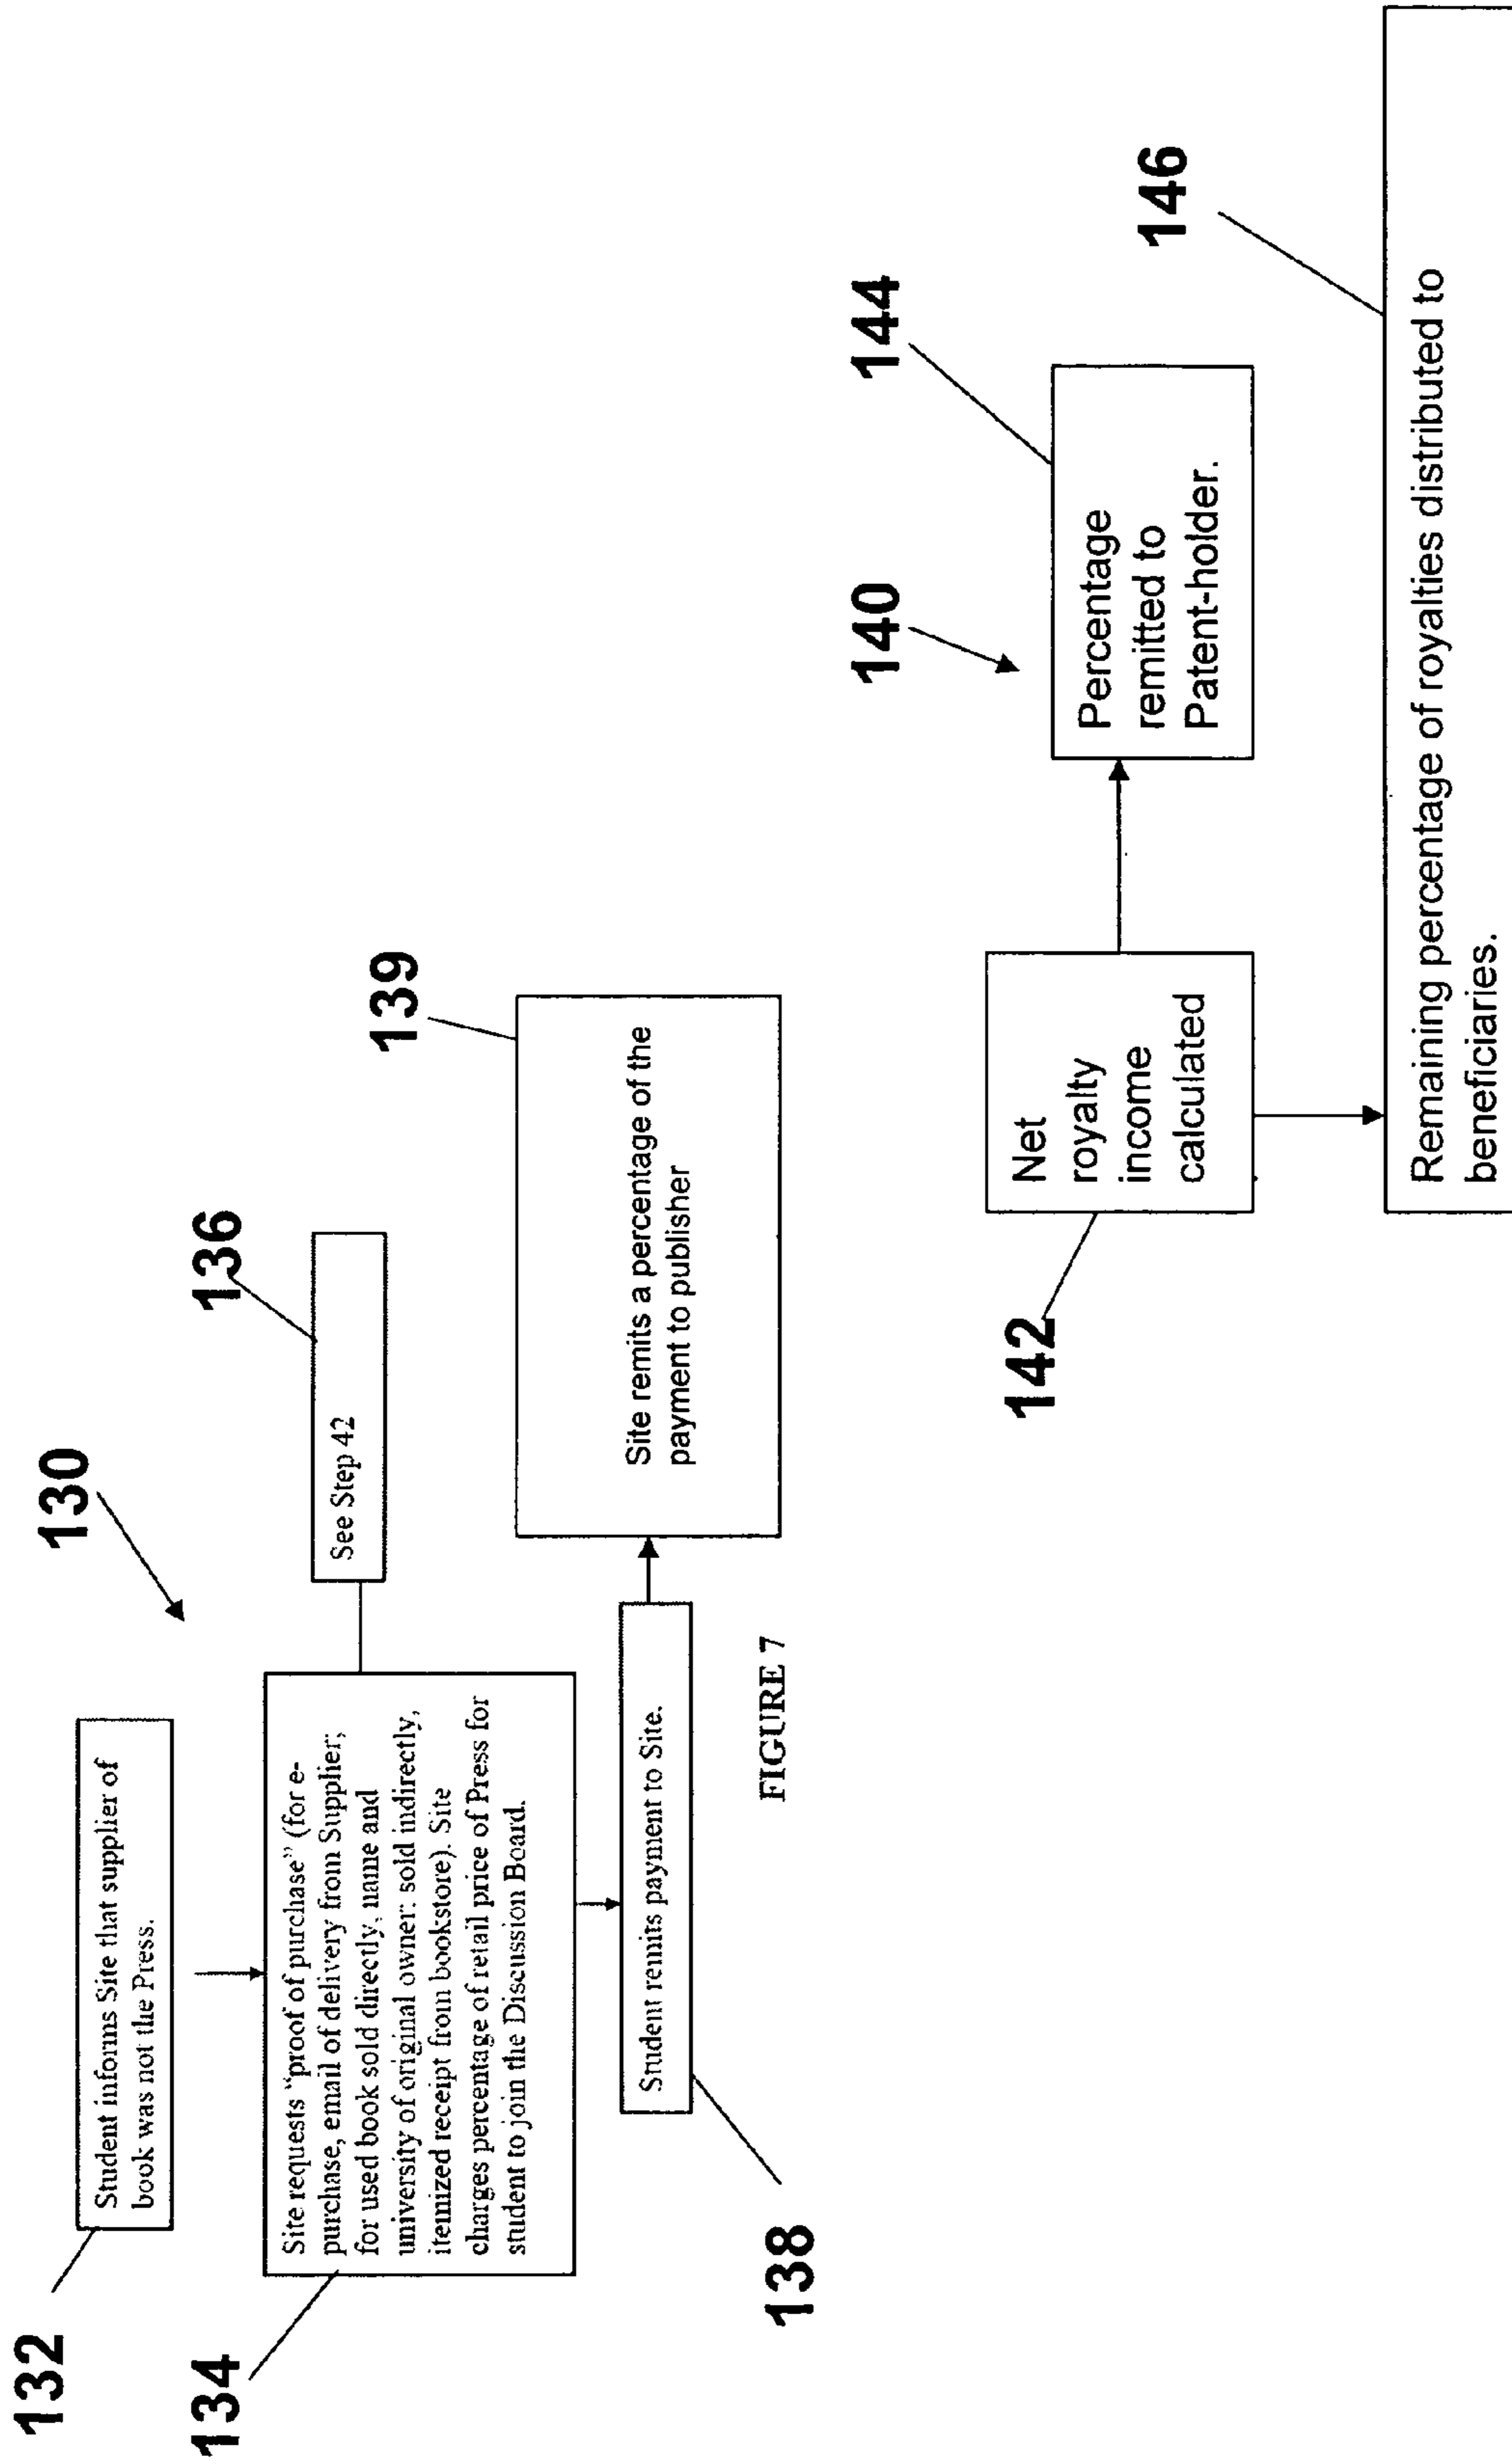 132
130
Student informs Site that supplier of
book was not the Press.
134
136
Site requests “proof of purchase” (for e-
purchase, email of delivery from Supplier;
for used book sold directly, name and
university of original owner: sold indirectly,
itemized receipt from bookstore). Site
charges percentage of retail price of Press for
student to join the Discussion Board.
See Step 42
138
139
Student remits payment to Site.
Site remits a percentage of the
payment to publisher
FIGURE 7
140
144
142
Net
royalty
income
calculated
Percentage
remitted to
Patent-holder.
146
Remaining percentage of royalties distributed to
beneficiaries.